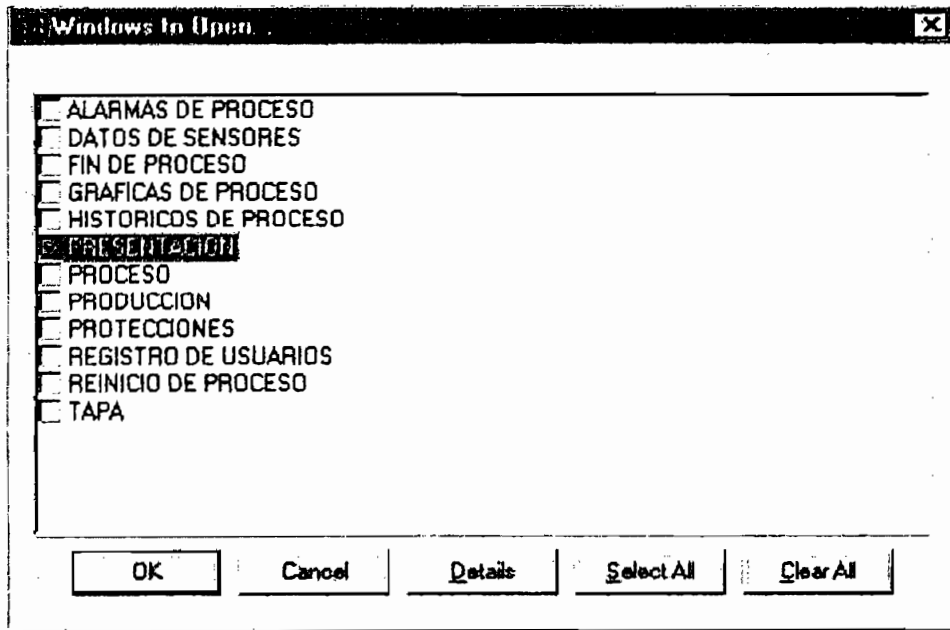 Windows to Open...
ALARMAS DE PROCESO
DATOS DE SENSORES
FIN DE PROCESO
GRAFICAS DE PROCESO
HISTORICOS DE PROCESO
PRESENTACION
PROCESO
PRODUCCION
PROTECCIONES
REGISTRO DE USUARIOS
REINICIO DE PROCESO
TAPA
OK Cancel Details Select All Clear All